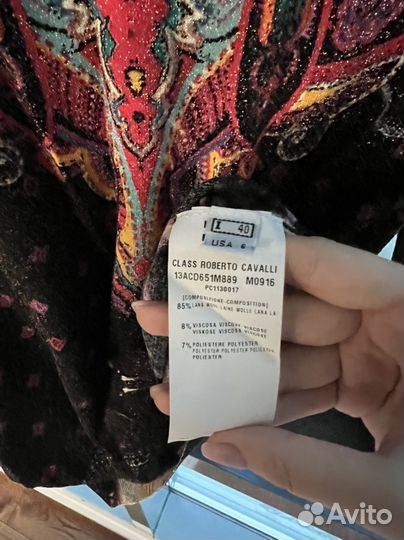 I 40
USA 6
CLASS ROBERTO CAVALLI
13ACD651M889 M0916
PC1130017
[COMPOSIZIONE-COMPOSITION]
85% LANA WOOL LAINE WOLLE LANA LÃ
8% VISCOSA VISCOSE VISCOSE
VISKOSE VISCOSA VISCOSE
7% POLIESTERE POLYESTER
POLYESTER POLYESTER
Avito